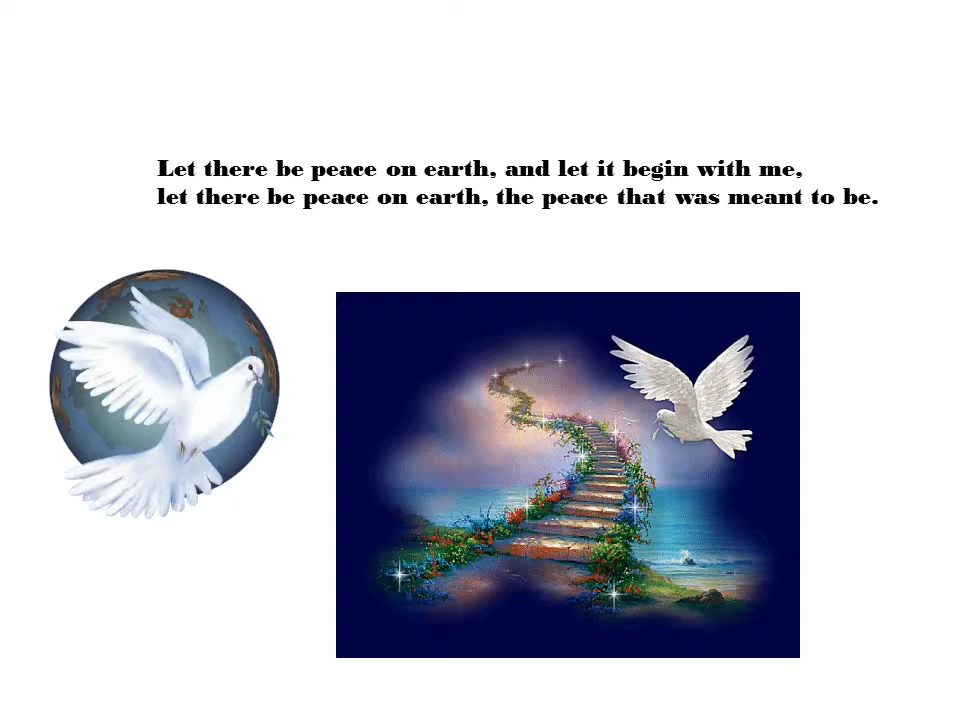 Let there be peace on earth, and let it begin with me,
let there be peace on earth, the peace that was meant to be.